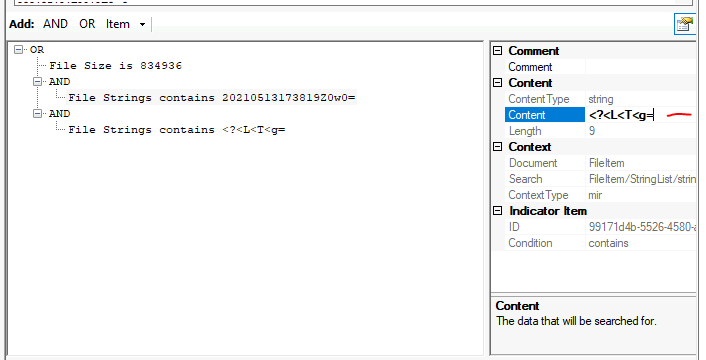 Add: AND OR Item
OR
File Size is 834936
AND
File Strings contains 20210513173819Z0w0=
AND
File Strings contains <?<L<T<g=
Comment
Comment
Content
ContentType string
Content <?<L<T<g=
Length 9
Context
Document FileItem
Search FileItem/StringList/strin
ContextType mir
Indicator Item
ID 99171d4b-5526-4580-a
Condition contains
Content
The data that will be searched for.